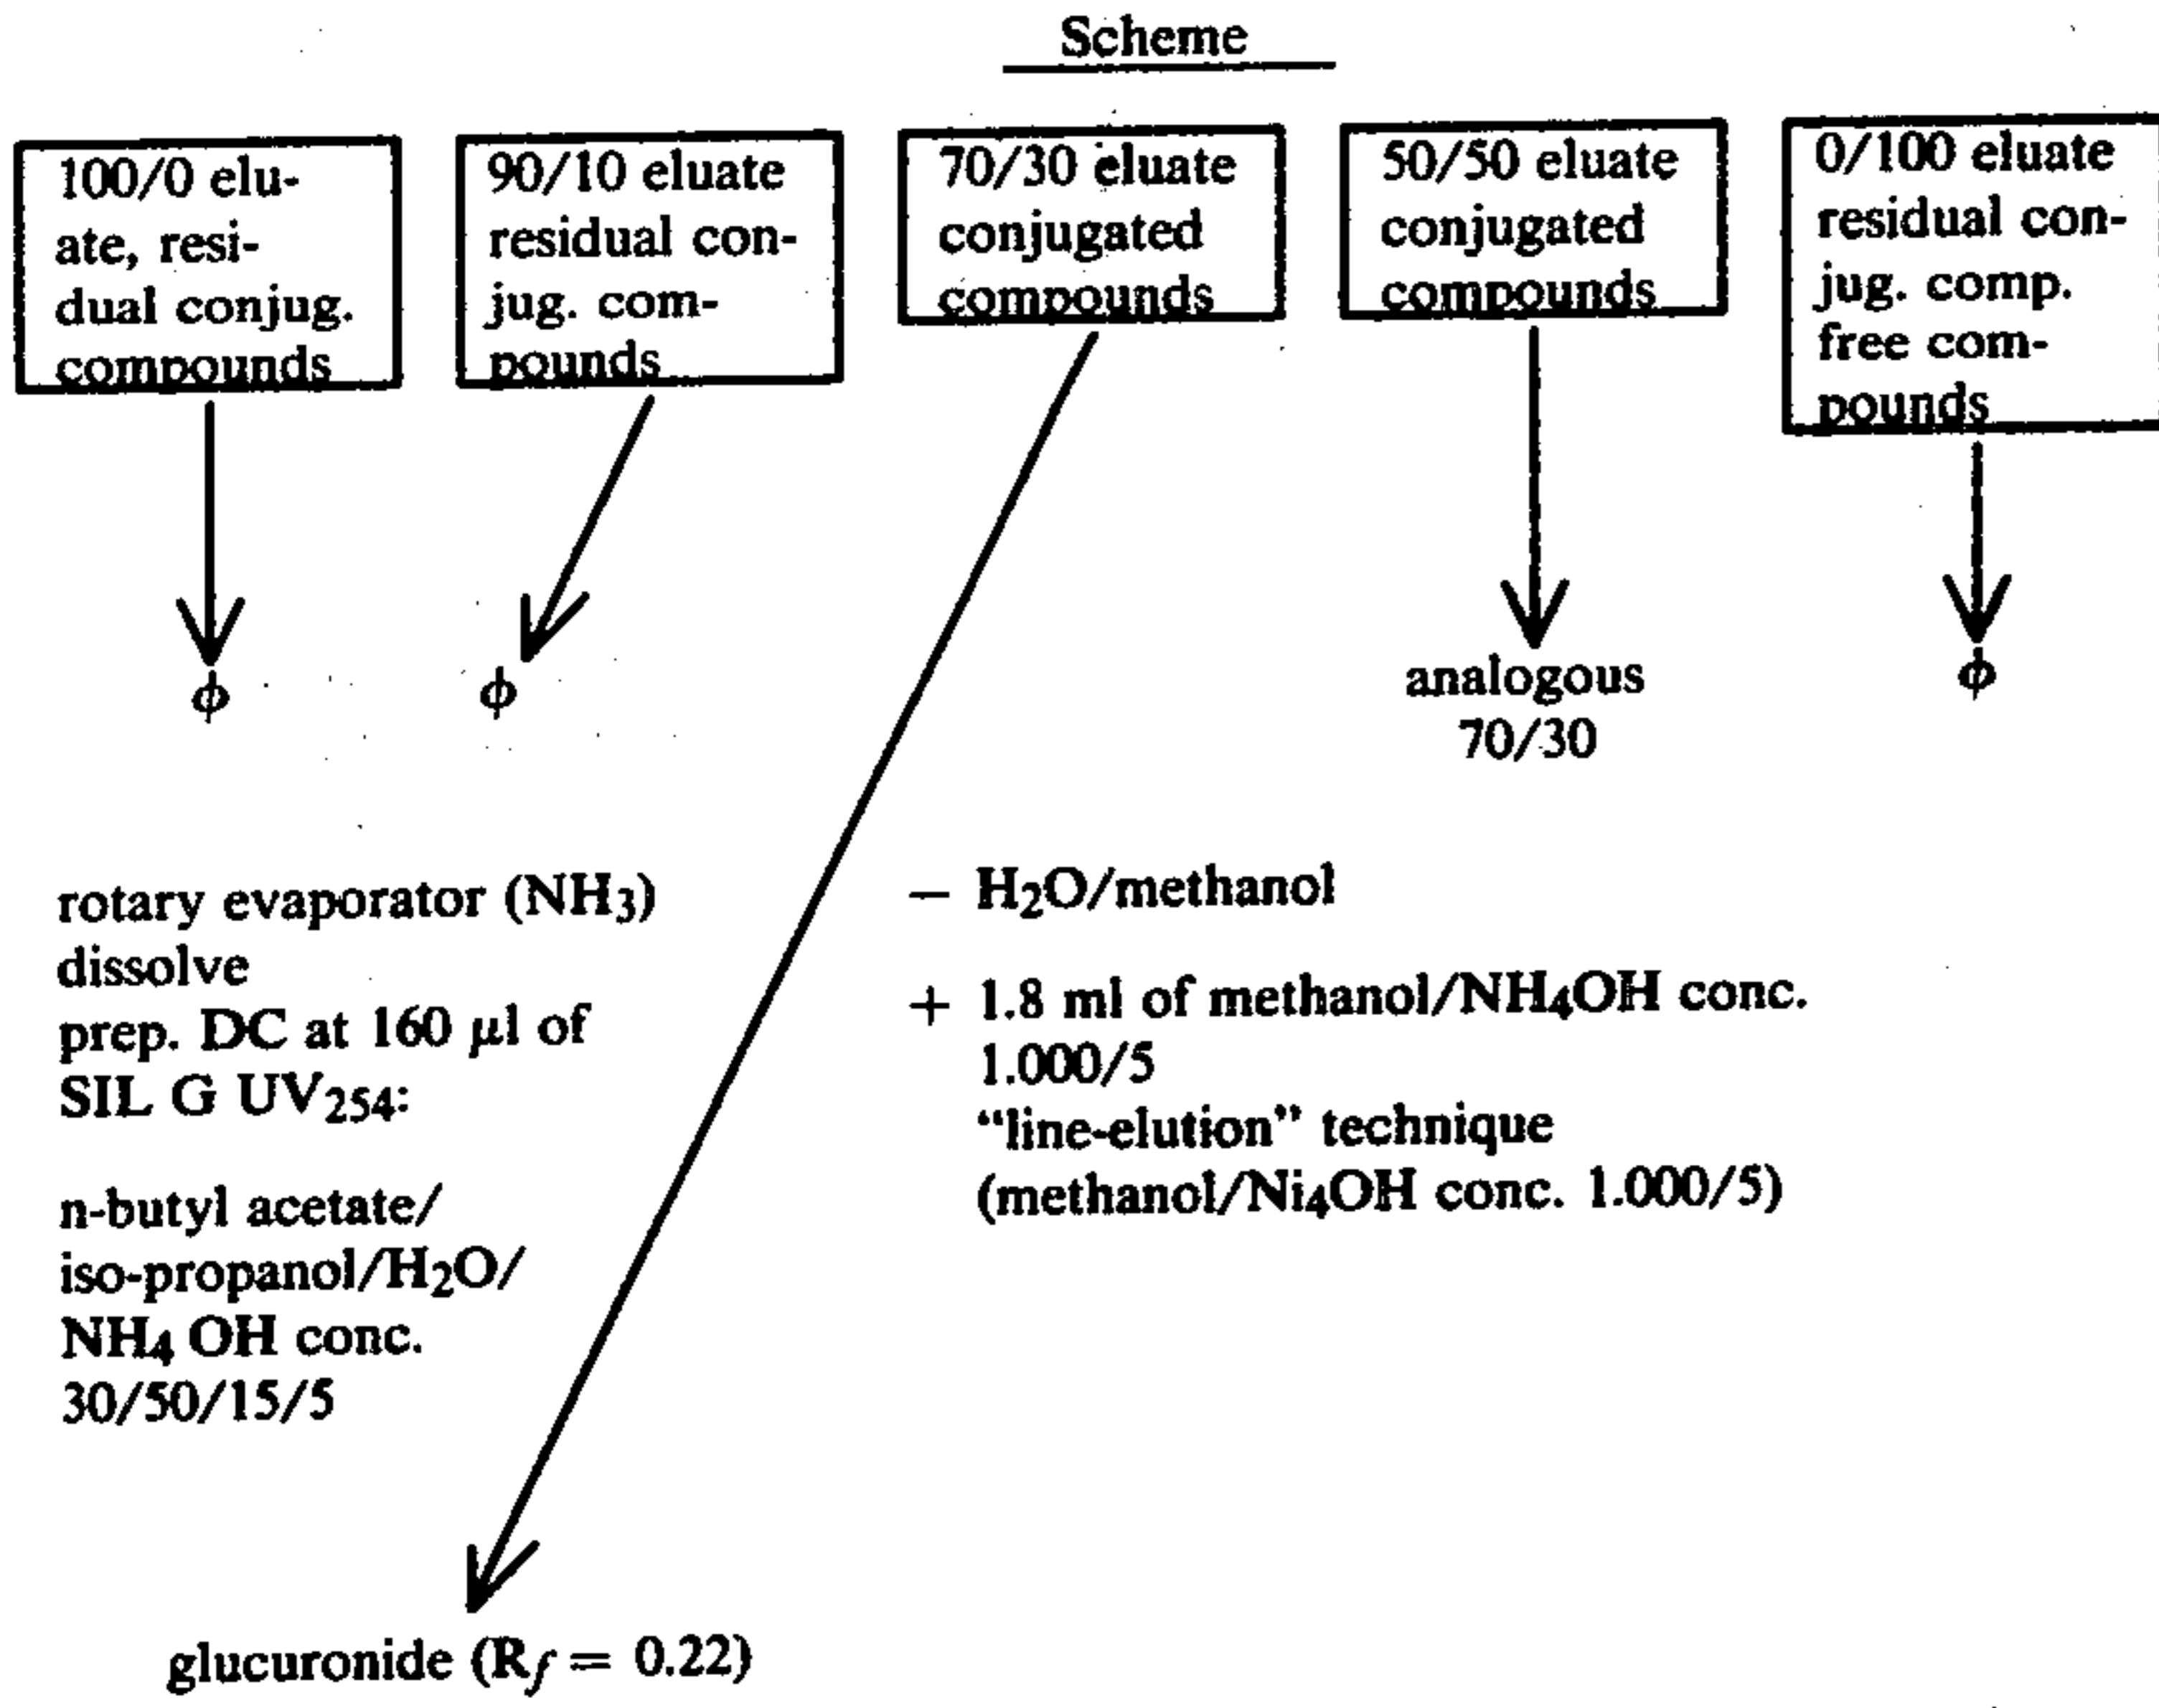 Scheme
100/0 elu-
ate, resi-
dual conjug.
compounds
90/10 eluate
residual con-
jug. com-
pounds
70/30 eluate
conjugated
compounds
50/50 eluate
conjugated
compounds
0/100 eluate
residual con-
jug. comp.
free com-
pounds
ϕ
ϕ
analogous
70/30
ϕ
rotary evaporator (NH₃)
dissolve
prep. DC at 160 μl of
SIL G UV₂₅₄:
n-butyl acetate/
iso-propanol/H₂O/
NH₄ OH conc.
30/50/15/5
− H₂O/methanol
+ 1.8 ml of methanol/NH₄OH conc.
1.000/5
“line-elution” technique
(methanol/Ni₄OH conc. 1.000/5)
glucuronide (R_f = 0.22)